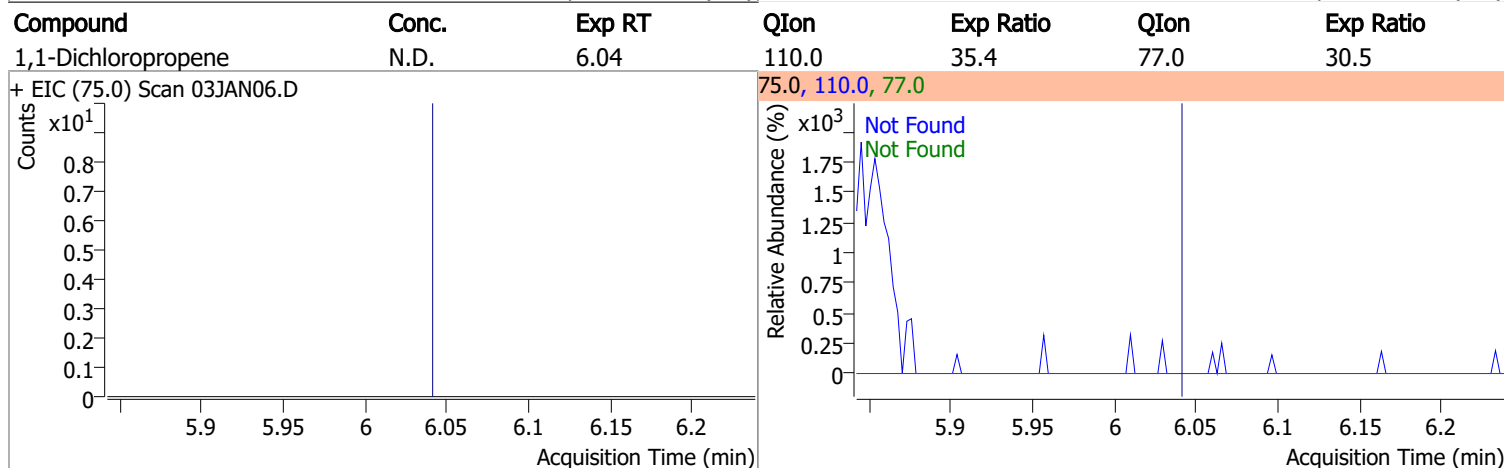 Compound Conc. Exp RT QIon Exp Ratio QIon Exp Ratio
1,1-Dichloropropene N.D. 6.04 110.0 35.4 77.0 30.5
+ EIC (75.0) Scan 03JAN06.D
Counts
x10^1
0.8
0.7
0.6
0.5
0.4
0.3
0.2
0.1
0
5.9 5.95 6 6.05 6.1 6.15 6.2
Acquisition Time (min)
75.0, 110.0, 77.0
Relative Abundance (%)
x10^3
Not Found
Not Found
1.75
1.5
1.25
1
0.75
0.5
0.25
0
5.9 5.95 6 6.05 6.1 6.15 6.2
Acquisition Time (min)